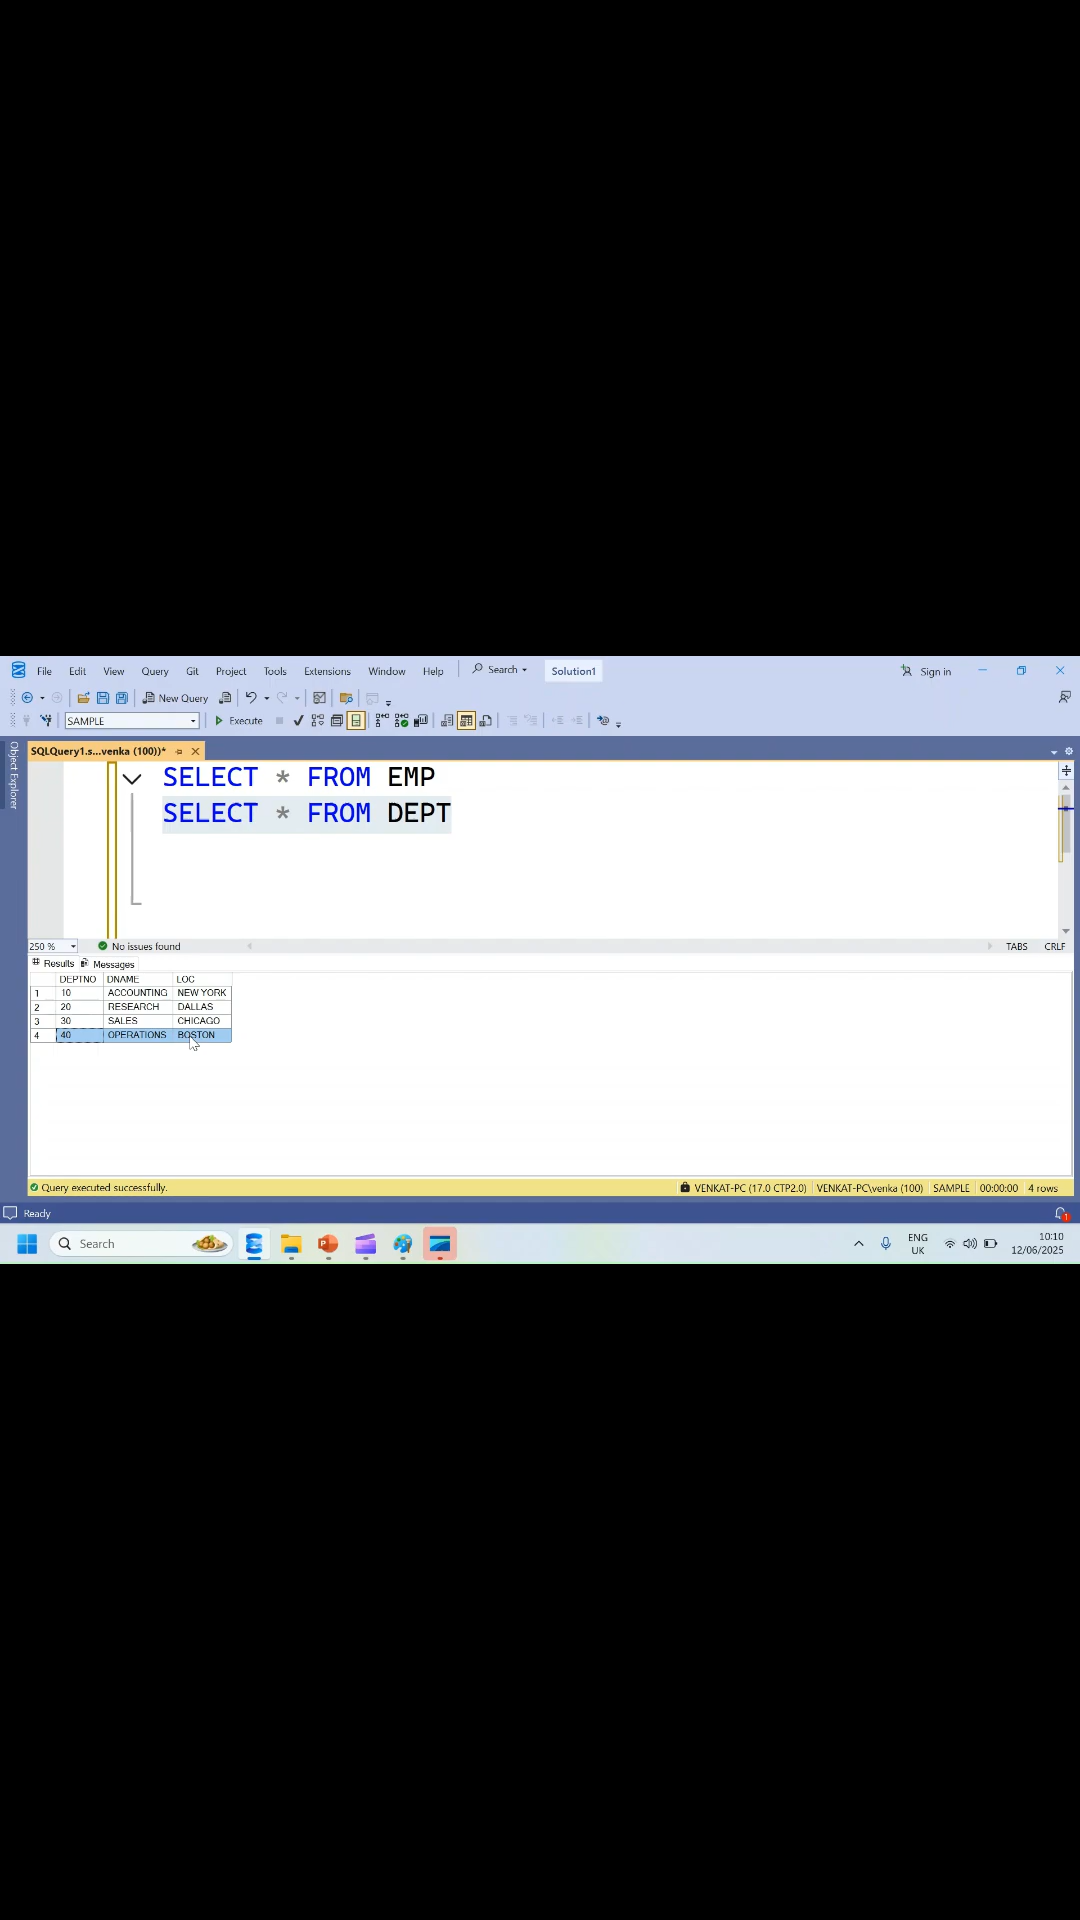 File Edit View Query Git Project Tools Extensions Window Help Search Solution1 Sign in
New Query
SAMPLE Execute
Object Explorer
SQLQuery1.s...venka (100))*
SELECT * FROM EMP
SELECT * FROM DEPT
250 % No issues found TABS CRLF
Results Messages
DEPTNO DNAME LOC
1 10 ACCOUNTING NEW YORK
2 20 RESEARCH DALLAS
3 30 SALES CHICAGO
4 40 OPERATIONS BOSTON
Query executed successfully. VENKAT-PC (17.0 CTP2.0) VENKAT-PC\venka (100) SAMPLE 00:00:00 4 rows
Ready 1
Search P ENG 10:10
UK 12/06/2025